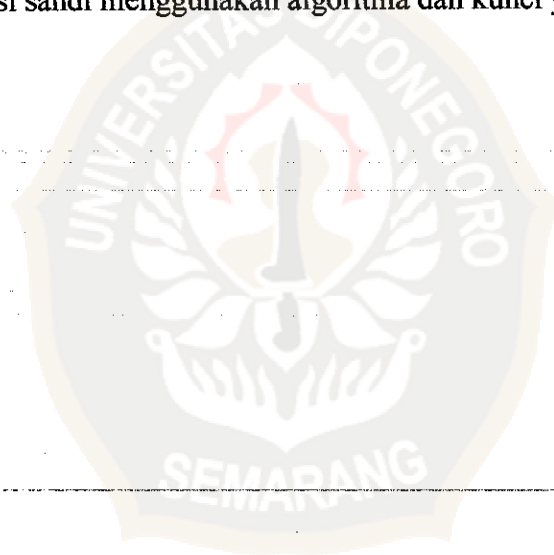 si sandi menggunakan algoritma dan kunci
UNIVERSITAS DIPONEGORO
SEMARANG